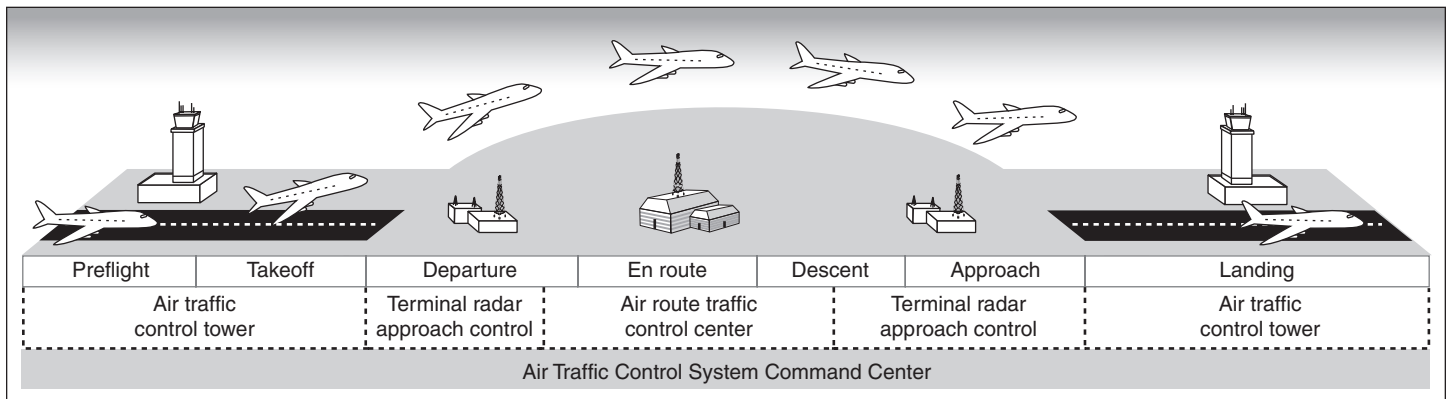 Preflight
Takeoff
Departure
En route
Descent
Approach
Landing
Air traffic
control tower
Terminal radar
approach control
Air route traffic
control center
Terminal radar
approach control
Air traffic
control tower
Air Traffic Control System Command Center